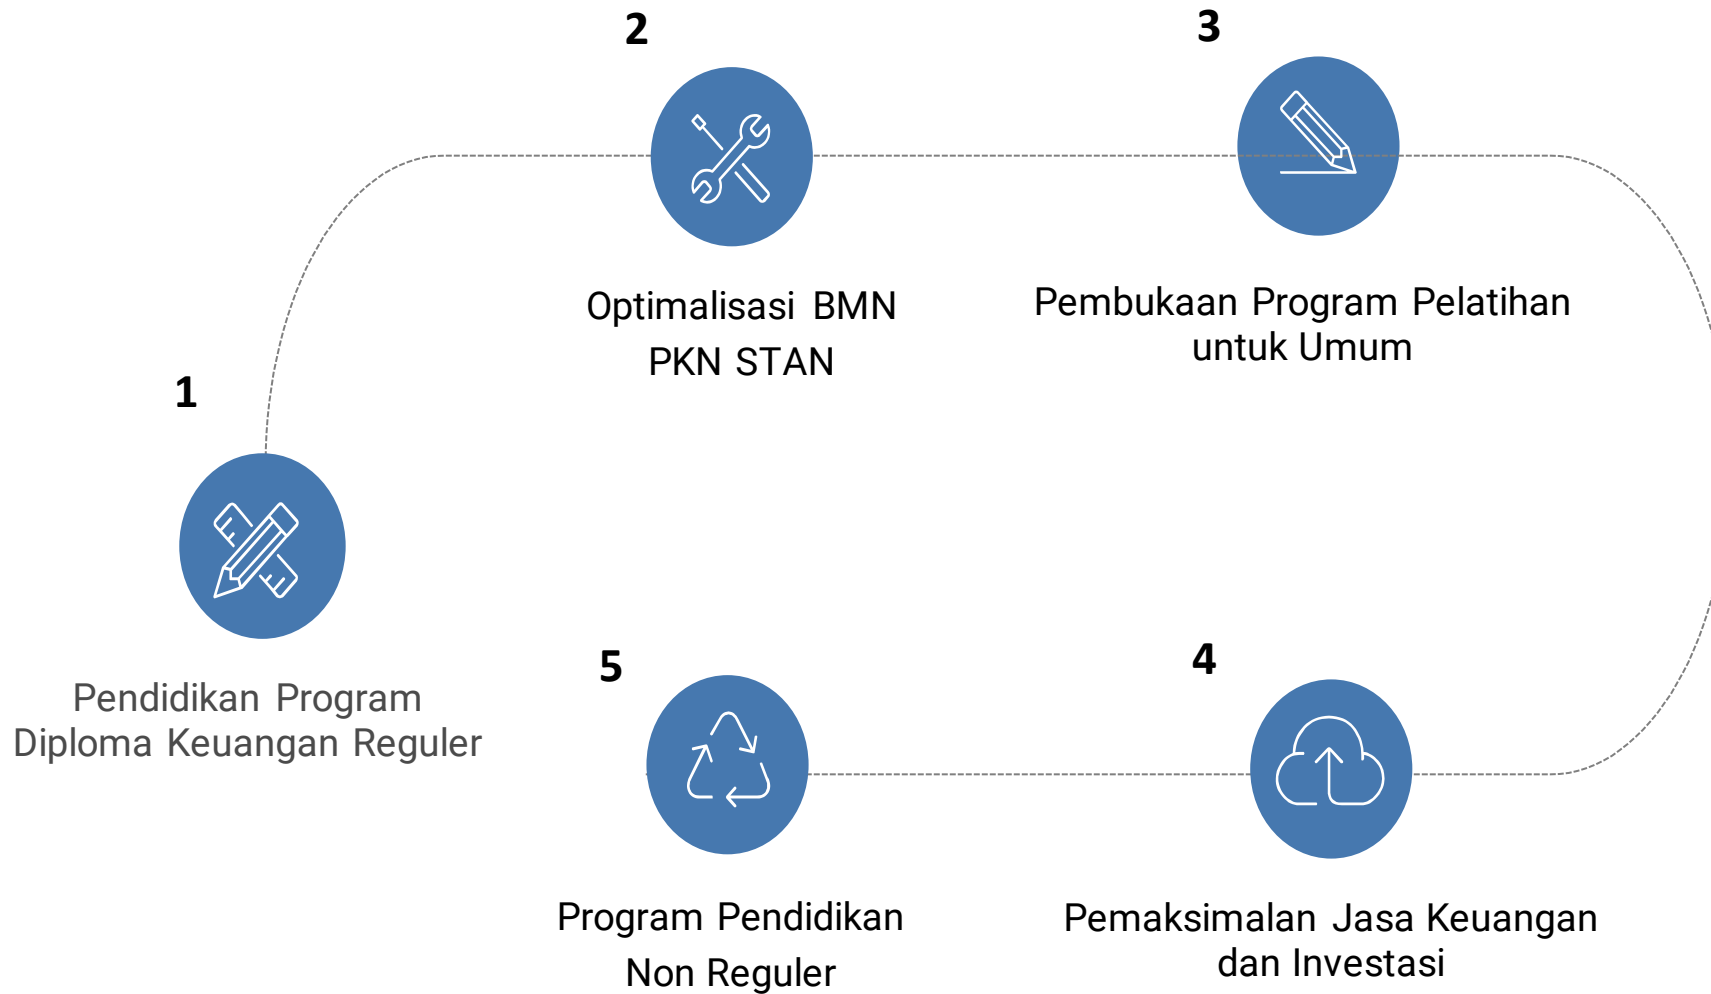 1
Pendidikan Program
Diploma Keuangan Reguler
2
Optimalisasi BMN
PKN STAN
3
Pembukaan Program Pelatihan
untuk Umum
4
Pemaksimalan Jasa Keuangan
dan Investasi
5
Program Pendidikan
Non Reguler